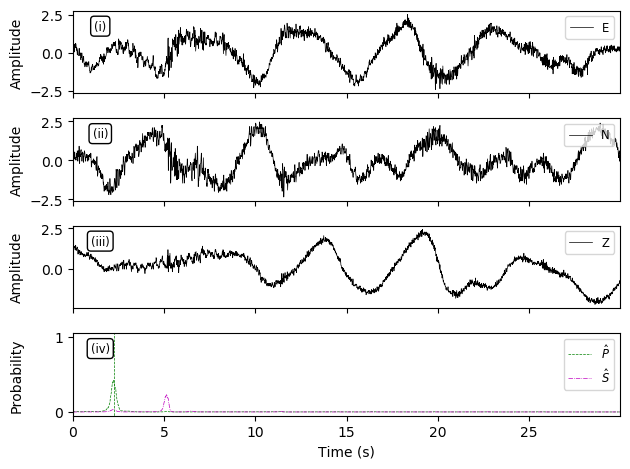 2.5
0.0
−2.5
Amplitude
(i)
E
2.5
0.0
−2.5
Amplitude
(ii)
N
2.5
0.0
Amplitude
(iii)
Z
1
0
Probability
(iv)
P̂
Ŝ
0 5 10 15 20 25
Time (s)